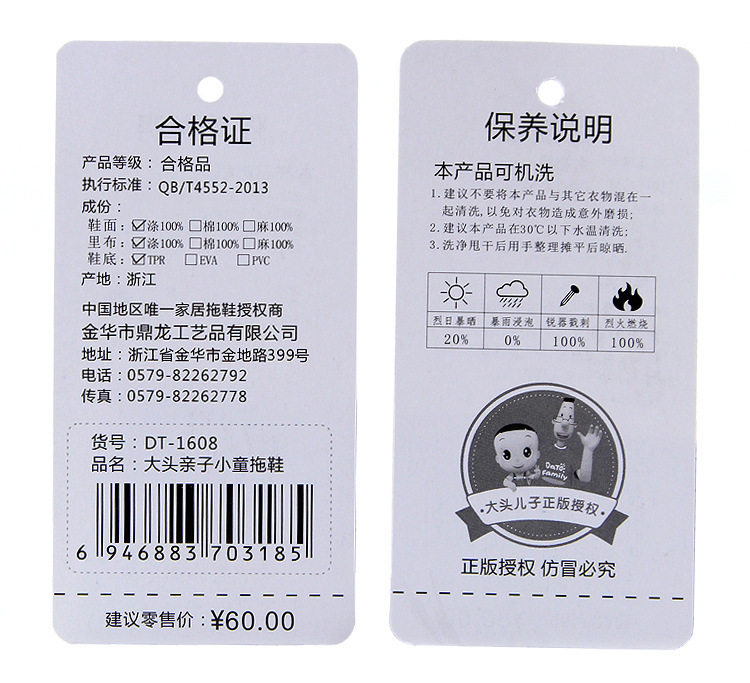 合格证
产品等级：合格品
执行标准：QB/T4552-2013
成份：
鞋面：☑涤100% □棉100% □麻100%
里布：☑涤100% □棉100% □麻100%
鞋底：☑TPR □EVA □PVC
产地：浙江
中国地区唯一家居拖鞋授权商
金华市鼎龙工艺品有限公司
地址：浙江省金华市金地路399号
电话：0579-82262792
传真：0579-82262778
货号：DT-1608
品名：大头亲子小童拖鞋
6 946883 703185
建议零售价：¥60.00
保养说明
本产品可机洗
1.建议不要将本产品与其它衣物混在一
起清洗,以免对衣物造成意外磨损;
2.建议本产品在30℃以下水温清洗;
3.洗净甩干后用手整理摊平后晾晒.
烈日暴晒 暴雨浸泡 锐器戳刺 烈火燃烧
20% 0% 100% 100%
DaTo
Family
·大头儿子正版授权·
正版授权 仿冒必究